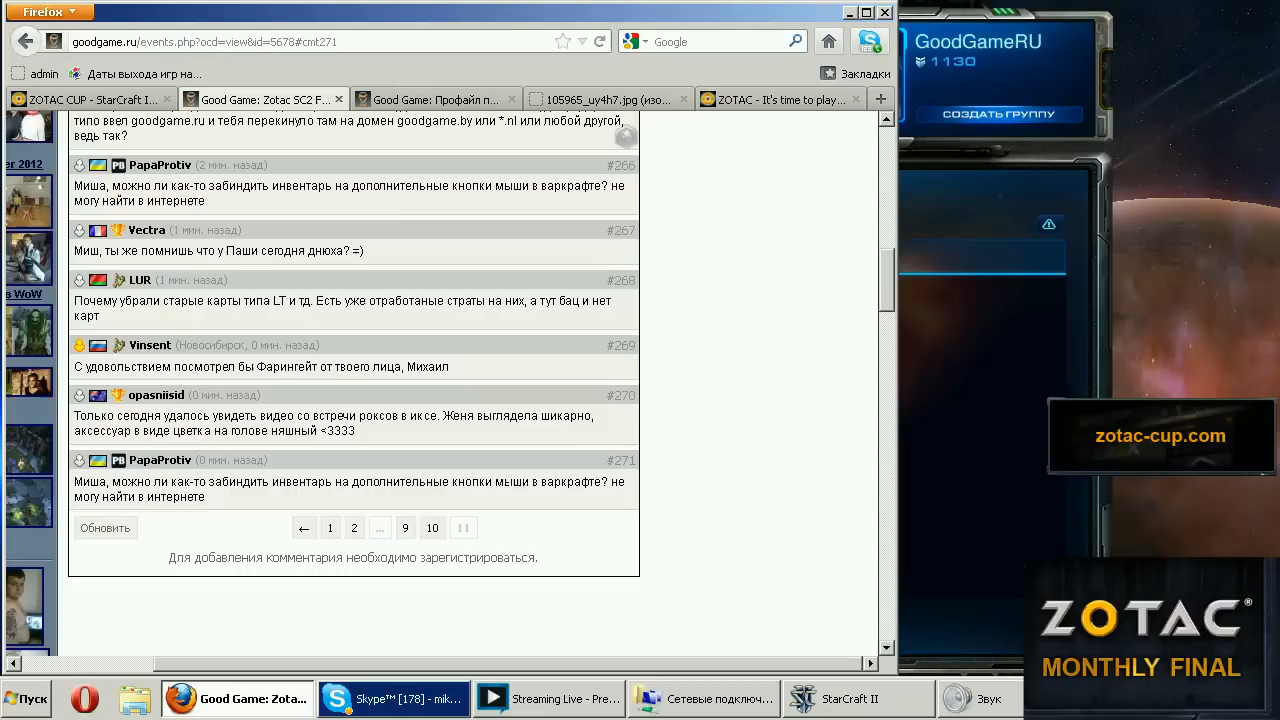 Firefox
goodgame.ru/events.php?ocd=view&id=5678#cmt271
Google
admin
Даты выхода игр на...
Закладки
ZOTAC CUP - StarCraft I...
Good Game: Zotac SC2 F...
Good Game: Профайл п...
105965_uy4h7.jpg (изо...
ZOTAC - It's time to play...
типо ввел goodgame.ru и тебя перекинуло на домен goodgame.by или *.nl или любой другой,
ведь так?
er 2012
PB PapaProtiv (2 мин. назад) #266
Миша, можно ли как-то забиндить инвентарь на дополнительные кнопки мыши в варкрафте? не
могу найти в интернете
Vectra (1 мин. назад) #267
Миш, ты же помнишь что у Паши сегодня днюха? =)
LUR (1 мин. назад) #268
в WoW
Почему убрали старые карты типа LT и тд. Есть уже отработаные страты на них, а тут бац и нет
карт
Vinsent (Новосибирск, 0 мин. назад) #269
С удовольствием посмотрел бы Фарингейт от твоего лица, Михаил
opasniisid (0 мин. назад) #270
Только сегодня удалось увидеть видео со встречи роксов в иксе. Женя выглядела шикарно,
аксессуар в виде цветка на голове няшный <3333
PB PapaProtiv (0 мин. назад) #271
Миша, можно ли как-то забиндить инвентарь на дополнительные кнопки мыши в варкрафте? не
могу найти в интернете
Обновить
← 1 2 ... 9 10 11
Для добавления комментария необходимо зарегистрироваться.
GoodGameRU
1130
СОЗДАТЬ ГРУППУ
zotac-cup.com
ZOTAC®
MONTHLY FINAL
Пуск
Good Game: Zota...
Skype™ [178] - mik...
Streaming Live - Pre...
Сетевые подключ...
StarCraft II
Звук